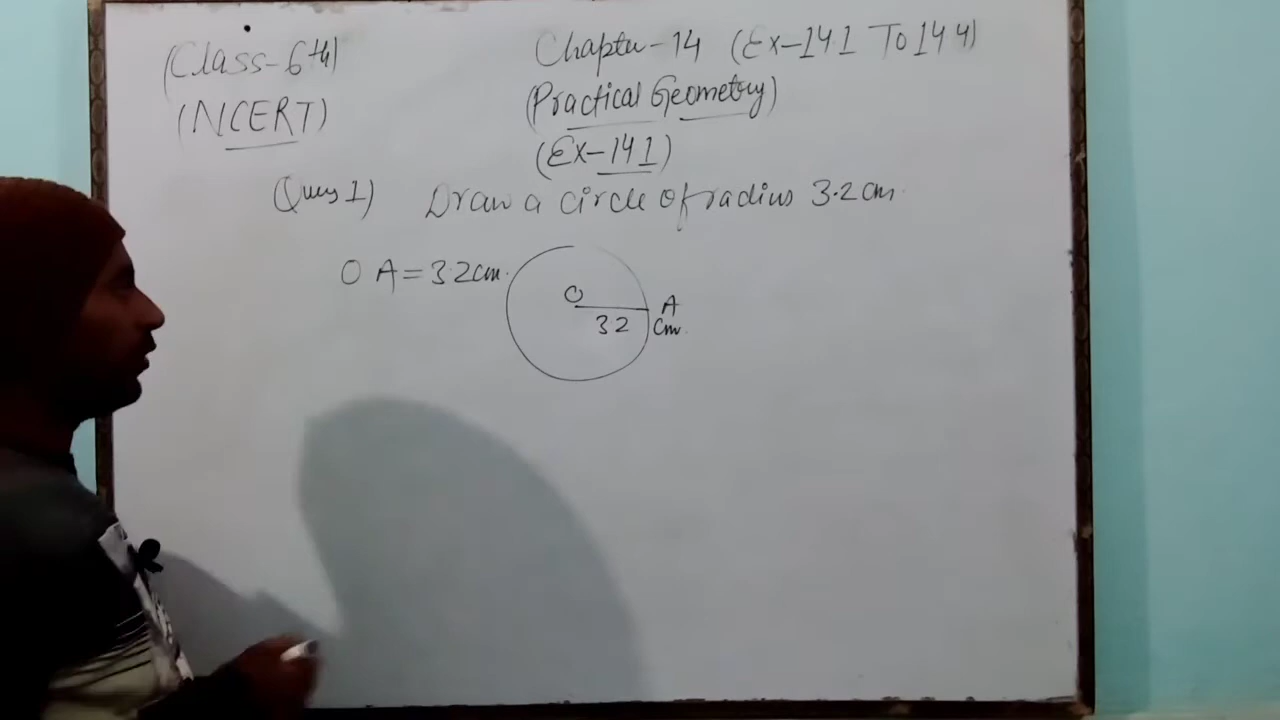 (Class-6th)
(NCERT)
Chapter-14 (Ex-14.1 To 14.4)
(Practical Geometry)
(Ex-14.1)
(Ques 1) Draw a circle of radius 3.2 cm.
OA = 3.2 cm.
O
A
3.2 cm.